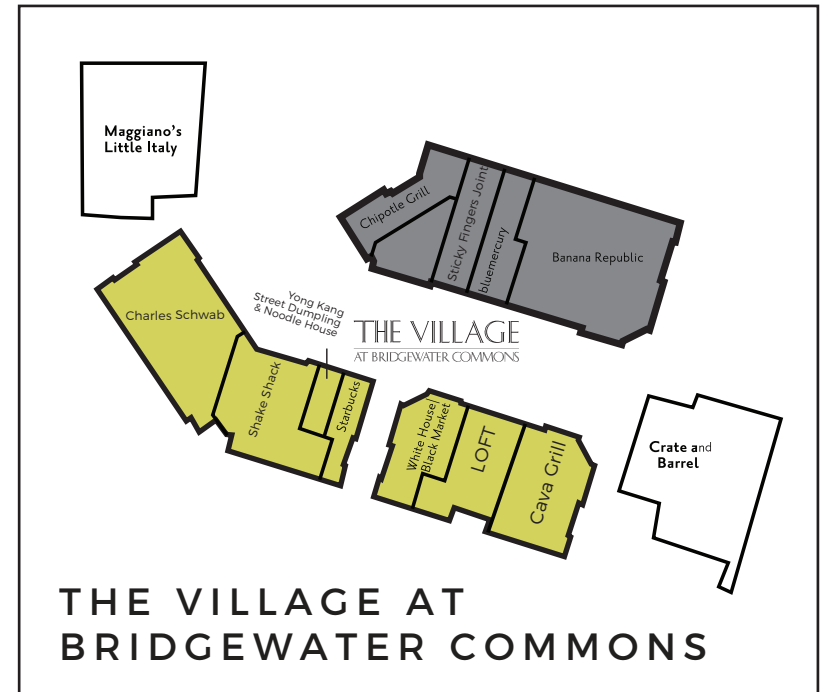 Maggiano's
Little Italy
Chipotle Grill
Sticky Fingers Joint
bluemercury
Banana Republic
Charles Schwab
Yong Kang
Street Dumpling
& Noodle House
THE VILLAGE
AT BRIDGEWATER COMMONS
Shake Shack
Starbucks
White House|
Black Market
LOFT
Cava Grill
Crate and
Barrel
THE VILLAGE AT
BRIDGEWATER COMMONS